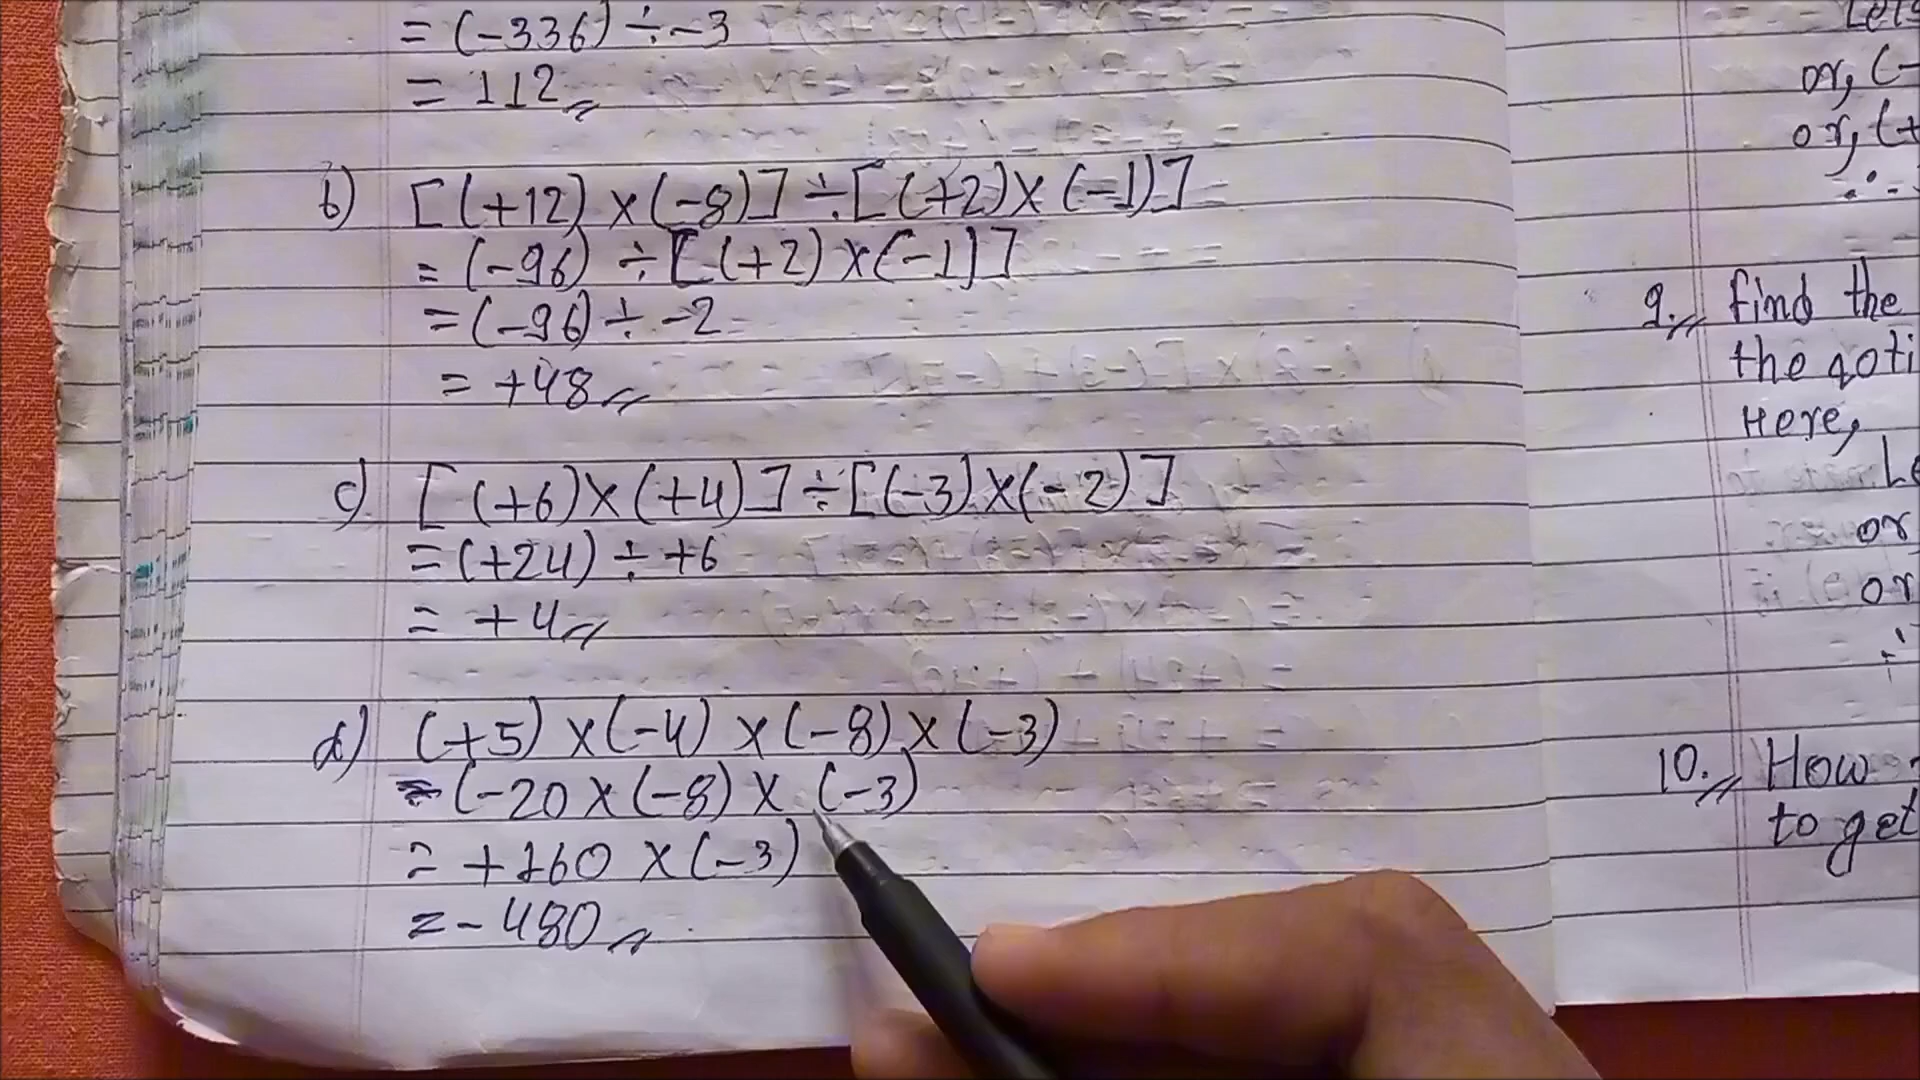 = (-336) ÷ -3
= 112
b) [(+12) × (-8)] ÷ [(+2) × (-1)]
= (-96) ÷ [(+2) × (-1)]
= (-96) ÷ -2
= +48
c) [(+6) × (+4)] ÷ [(-3) × (-2)]
= (+24) ÷ +6
= +4
d) (+5) × (-4) × (-8) × (-3)
= (-20 × (-8) × (-3)
= +160 × (-3)
= -480
Let
or, (-
or, (+
∴ -
9. Find the
the qoti
Here,
Le
or
or
10. How
to get